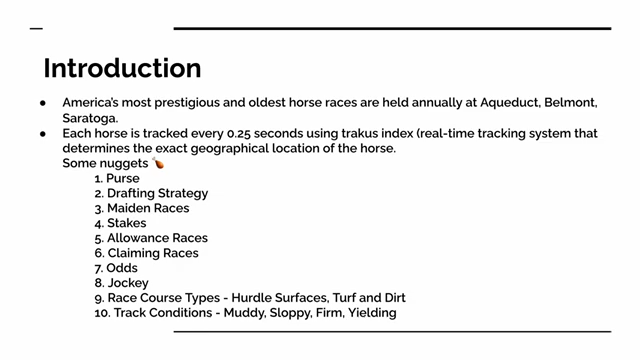 Introduction
● America's most prestigious and oldest horse races are held annually at Aqueduct, Belmont,
Saratoga.
● Each horse is tracked every 0.25 seconds using trakus index (real-time tracking system that
determines the exact geographical location of the horse.
Some nuggets 🍗
1. Purse
2. Drafting Strategy
3. Maiden Races
4. Stakes
5. Allowance Races
6. Claiming Races
7. Odds
8. Jockey
9. Race Course Types - Hurdle Surfaces, Turf and Dirt
10. Track Conditions - Muddy, Sloppy, Firm, Yielding